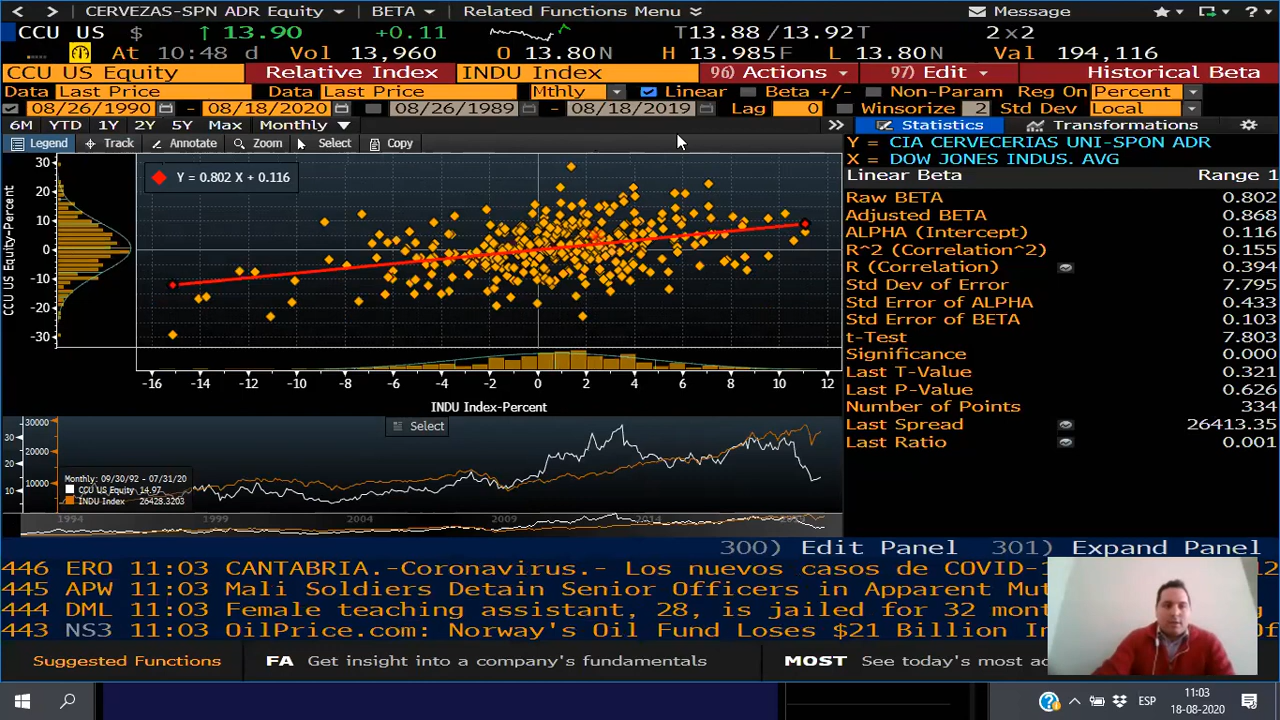 CERVEZAS-SPN ADR Equity BETA Related Functions Menu Message ?
CCU US $ ↑ 13.90 +0.11 T13.88 / 13.92T 2×2
At 10:48 d Vol 13,960 O 13.80N H 13.985F L 13.80N Val 194,116
CCU US Equity Relative Index INDU Index 96) Actions 97) Edit Historical Beta
Data Last Price Data Last Price Mthly Linear Beta +/- Non-Param Reg On Percent
08/26/1990 - 08/18/2020 08/26/1989 - 08/18/2019 Lag 0 Winsorize 2 Std Dev Local
6M YTD 1Y 2Y 5Y Max Monthly ▼ » Statistics Transformations
Legend Track Annotate Zoom Select Copy
Y = CIA CERVECERIAS UNI-SPON ADR
X = DOW JONES INDUS. AVG
Linear Beta Range 1
Raw BETA 0.802
Adjusted BETA 0.868
ALPHA (Intercept) 0.116
R^2 (Correlation^2) 0.155
R (Correlation) 0.394
Std Dev of Error 7.795
Std Error of ALPHA 0.433
Std Error of BETA 0.103
t-Test 7.803
Significance 0.000
Last T-Value 0.321
Last P-Value 0.626
Number of Points 334
Last Spread 26413.35
Last Ratio 0.001
Y = 0.802 X + 0.116
CCU US Equity-Percent
30
20
10
0
-10
-20
-30
-16 -14 -12 -10 -8 -6 -4 -2 0 2 4 6 8 10 12
INDU Index-Percent
Select
30000
30
20
10000
10
Monthly: 09/30/92 - 07/31/20
CCU US Equity 14.97
INDU Index 26428.3203
1994 1999 2004 2009 2014
300) Edit Panel 301) Expand Panel
446 ERO 11:03 CANTABRIA.-Coronavirus.- Los nuevos casos de COVID-1
445 APW 11:03 Mali Soldiers Detain Senior Officers in Apparent Mu
444 DML 11:03 Female teaching assistant, 28, is jailed for 32 mon
443 NS3 11:03 OilPrice.com: Norway's Oil Fund Loses $21 Billion In
Suggested Functions FA Get insight into a company's fundamentals MOST See today's most ac
ESP 11:03
18-08-2020